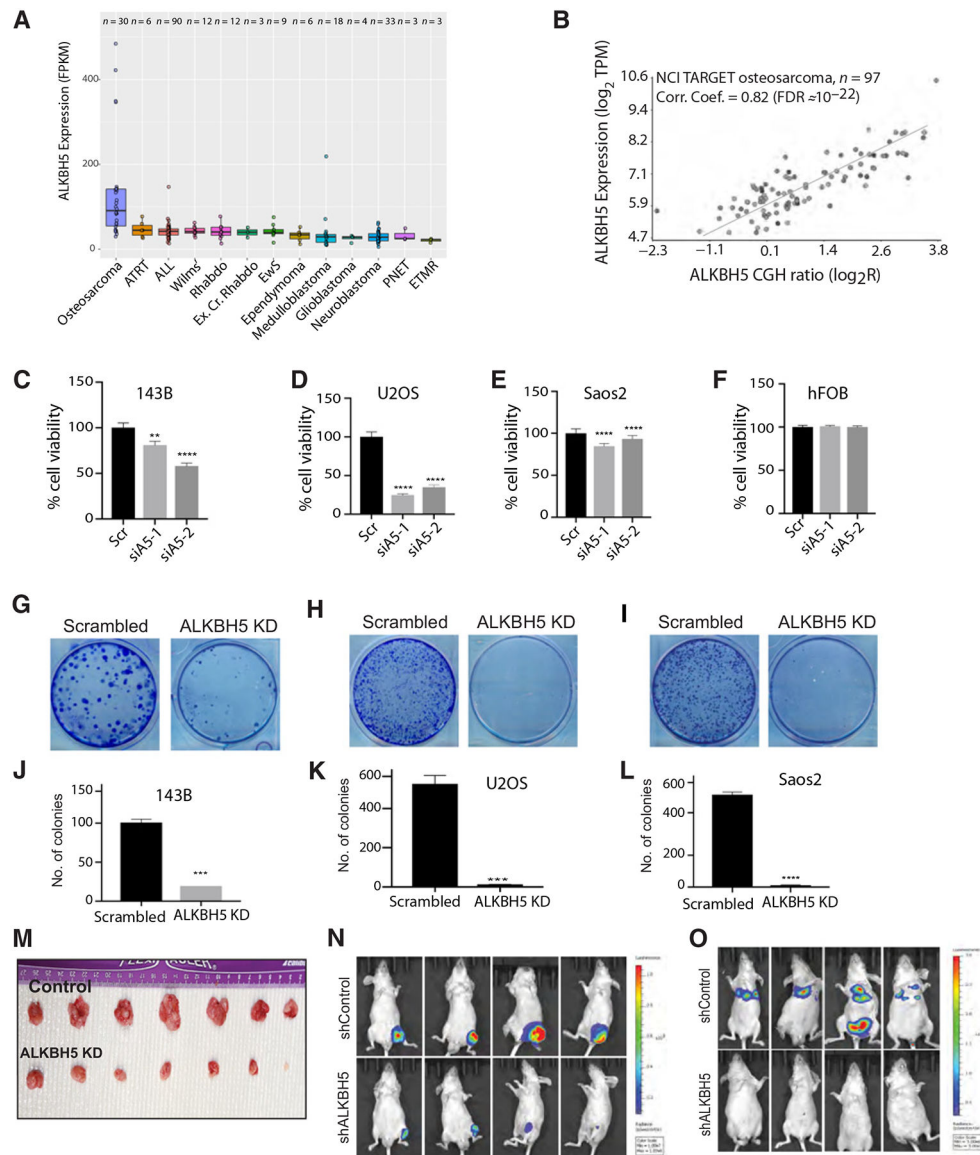 A
n = 30 n = 6 n = 90 n = 12 n = 12 n = 3 n = 9 n = 6 n = 18 n = 4 n = 33 n = 3 n = 3
ALKBH5 Expression (FPKM)
400
200
0
Osteosarcoma
ATRT
ALL
Wilms
Rhabdo
Ex. Cr. Rhabdo
EwS
Ependymoma
Medulloblastoma
Glioblastoma
Neuroblastoma
PNET
ETMR
B
ALKBH5 Expression (log2 TPM)
NCI TARGET osteosarcoma, n = 97
Corr. Coef. = 0.82 (FDR ≈10−22)
10.6
9.4
8.2
7.1
5.9
4.7
−2.3 −1.1 0.1 1.4 2.6 3.8
ALKBH5 CGH ratio (log2R)
C
143B
% cell viability
150
100
50
0
**
****
Scr
siA5-1
siA5-2
D
U2OS
% cell viability
150
100
50
0
****
****
Scr
siA5-1
siA5-2
E
Saos2
% cell viability
150
100
50
0
****
****
Scr
siA5-1
siA5-2
F
hFOB
% cell viability
150
100
50
0
Scr
siA5-1
siA5-2
G
Scrambled ALKBH5 KD
H
Scrambled ALKBH5 KD
I
Scrambled ALKBH5 KD
J
143B
No. of colonies
150
100
50
0
***
Scrambled ALKBH5 KD
K
U2OS
No. of colonies
600
400
200
0
***
Scrambled ALKBH5 KD
L
Saos2
No. of colonies
600
400
200
0
****
Scrambled ALKBH5 KD
M
Control
ALKBH5 KD
N
shControl
shALKBH5
O
shControl
shALKBH5